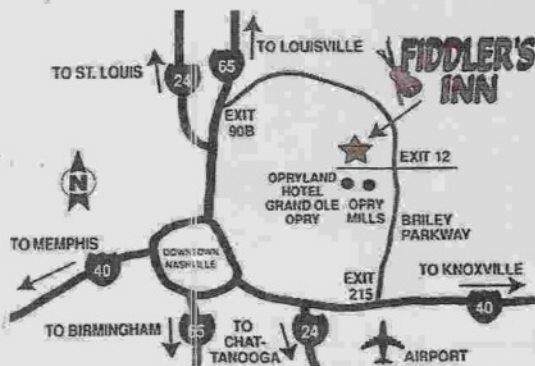 TO LOUISVILLE
65
TO ST. LOUIS
24
FIDDLER'S
INN
EXIT
90B
EXIT 12
N
OPRYLAND
HOTEL
GRAND OLE
OPRY
OPRY
MILLS
BRILEY
PARKWAY
TO MEMPHIS
40
DOWNTOWN
NASHVILLE
EXIT
215
TO KNOXVILLE
40
TO BIRMINGHAM
65
TO
CHAT-
TANOOGA
24
AIRPORT